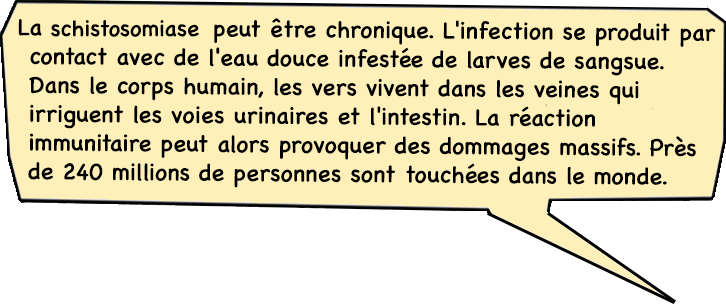 La schistosomiase peut être chronique. L'infection se produit par
contact avec de l'eau douce infestée de larves de sangsue.
Dans le corps humain, les vers vivent dans les veines qui
irriguent les voies urinaires et l'intestin. La réaction
immunitaire peut alors provoquer des dommages massifs. Près
de 240 millions de personnes sont touchées dans le monde.